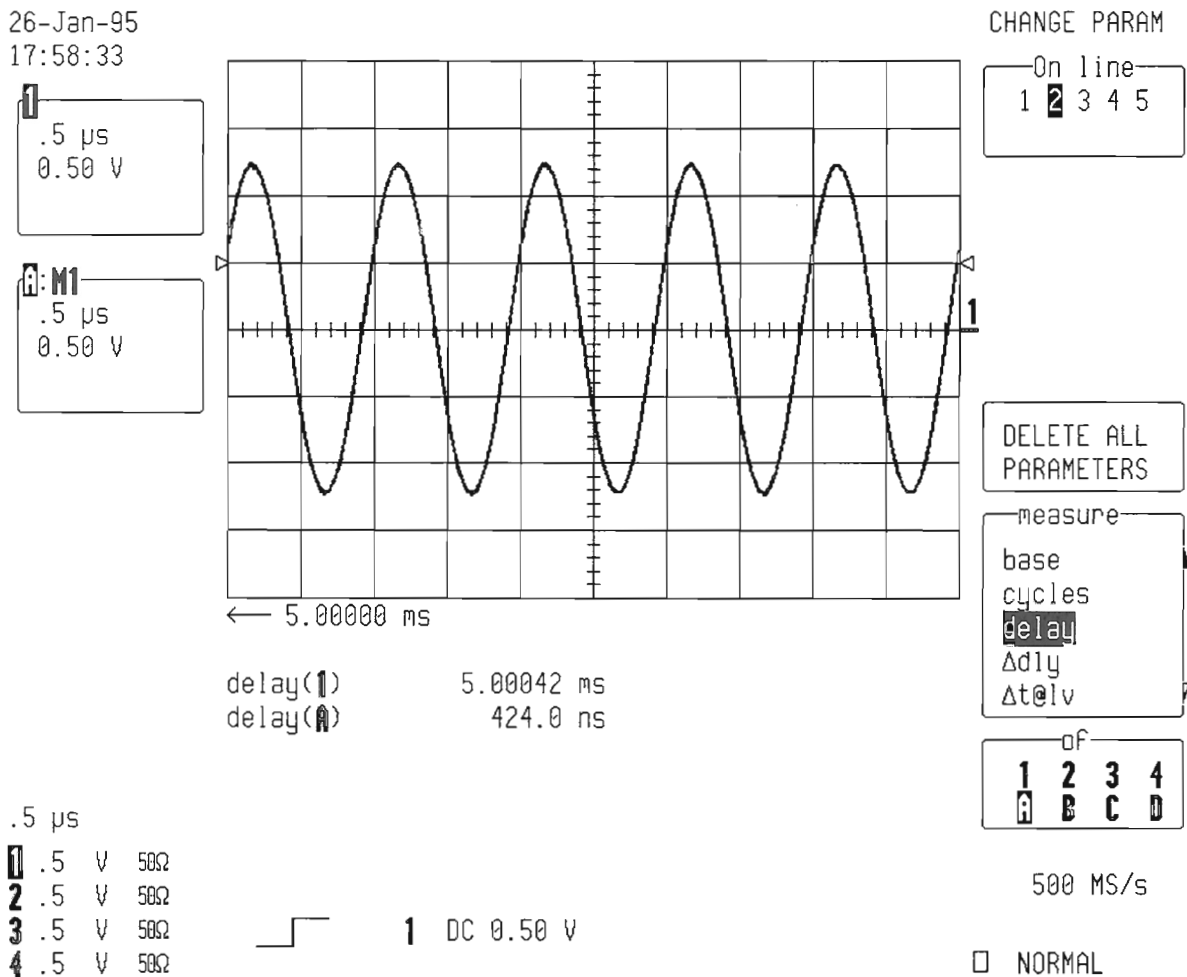 26-Jan-95
17:58:33
CHANGE PARAM
On line
1 2 3 4 5
1
.5 µs
0.50 V
A:M1
.5 µs
0.50 V
1
DELETE ALL
PARAMETERS
measure
base
cycles
delay
Δdly
Δt@lv
← 5.00000 ms
delay(1) 5.00042 ms
delay(A) 424.0 ns
of
1 2 3 4
A B C D
.5 µs
1 .5 V 50Ω
2 .5 V 50Ω
3 .5 V 50Ω
4 .5 V 50Ω
1 DC 0.50 V
500 MS/s
□ NORMAL